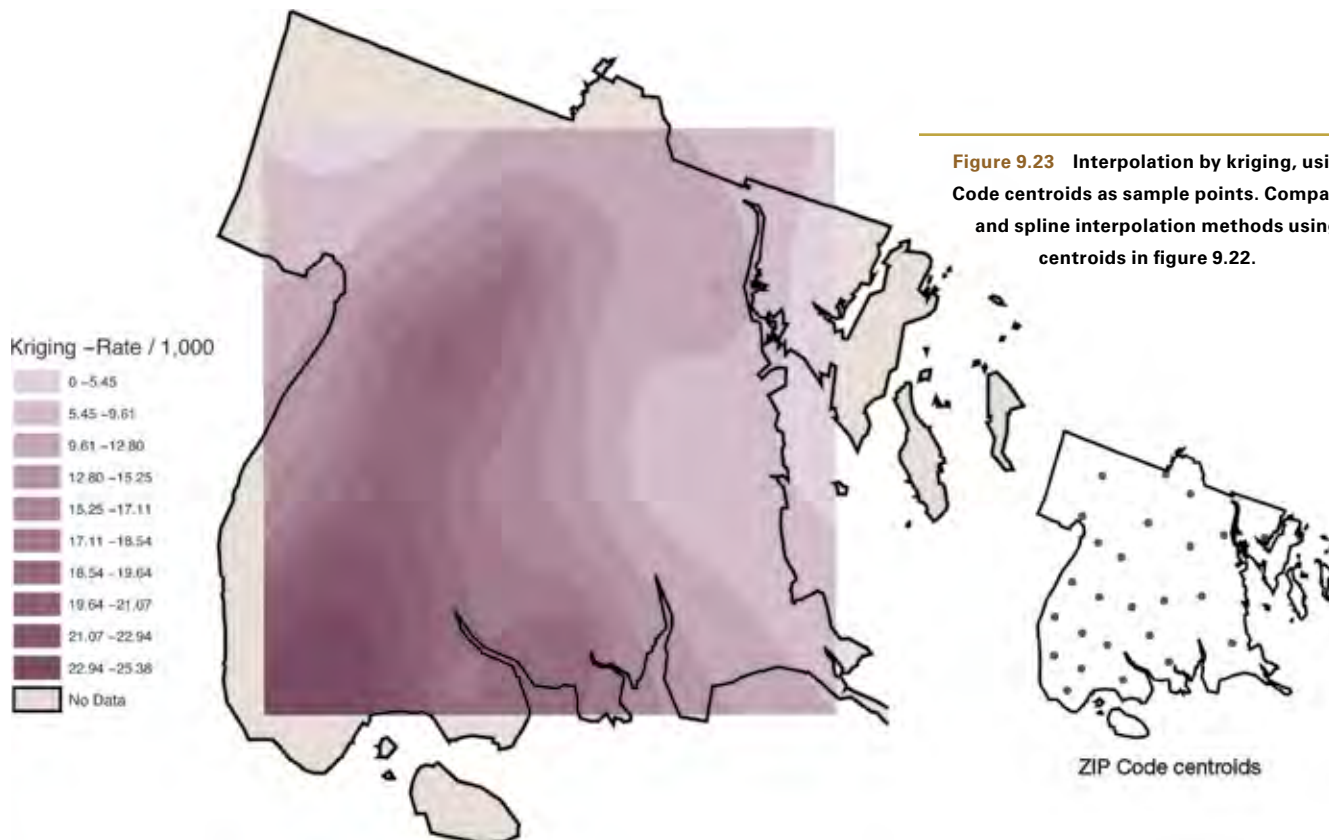 Figure 9.23 Interpolation by kriging, usi
Code centroids as sample points. Compa
and spline interpolation methods using
centroids in figure 9.22.
Kriging –Rate / 1,000
0 –5.45
5.45 –9.61
9.61 –12.80
12.80 –15.25
15.25 –17.11
17.11 –18.54
18.54 –19.64
19.64 –21.07
21.07 –22.94
22.94 –25.38
No Data
ZIP Code centroids